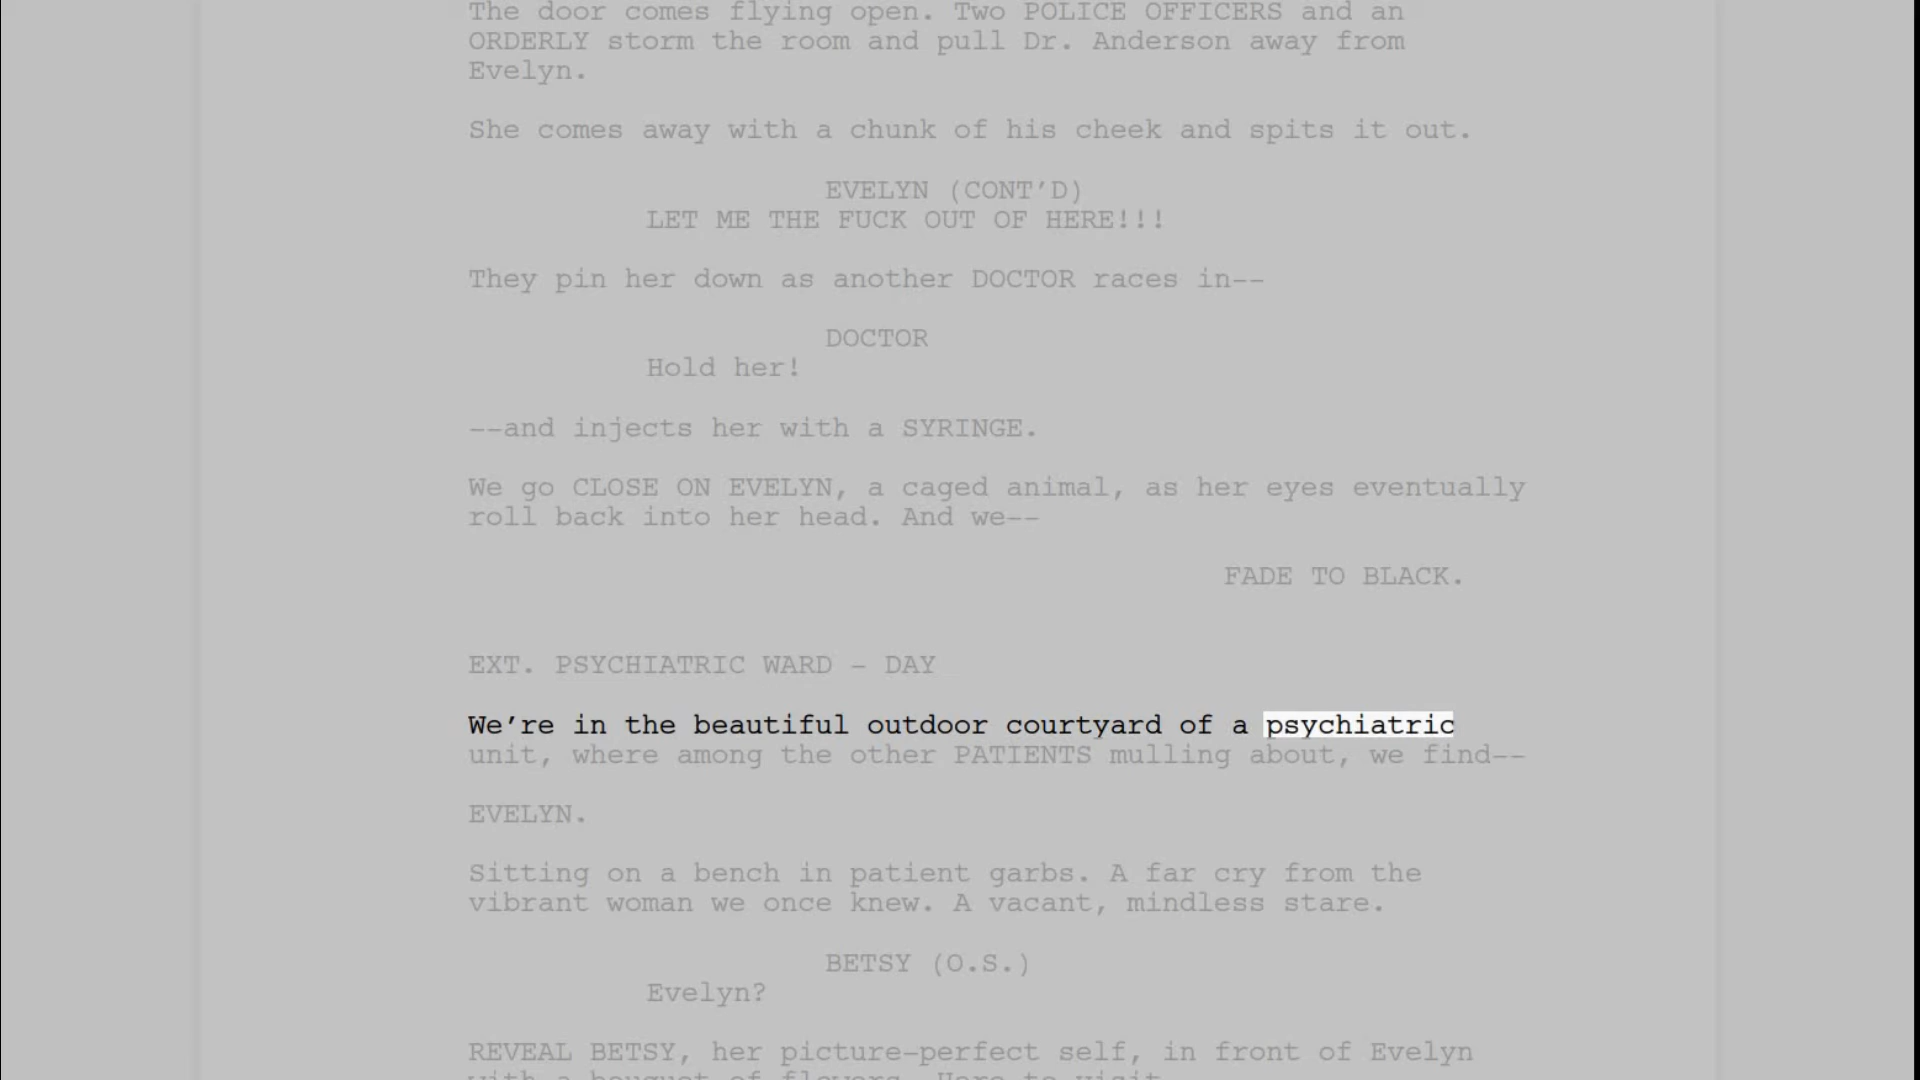 The door comes flying open. Two POLICE OFFICERS and an
ORDERLY storm the room and pull Dr. Anderson away from
Evelyn.
She comes away with a chunk of his cheek and spits it out.
EVELYN (CONT’D)
LET ME THE FUCK OUT OF HERE!!!
They pin her down as another DOCTOR races in--
DOCTOR
Hold her!
--and injects her with a SYRINGE.
We go CLOSE ON EVELYN, a caged animal, as her eyes eventually
roll back into her head. And we--
FADE TO BLACK.
EXT. PSYCHIATRIC WARD - DAY
We’re in the beautiful outdoor courtyard of a psychiatric
unit, where among the other PATIENTS mulling about, we find--
EVELYN.
Sitting on a bench in patient garbs. A far cry from the
vibrant woman we once knew. A vacant, mindless stare.
BETSY (O.S.)
Evelyn?
REVEAL BETSY, her picture-perfect self, in front of Evelyn
with a bouquet of flowers. Here to visit.